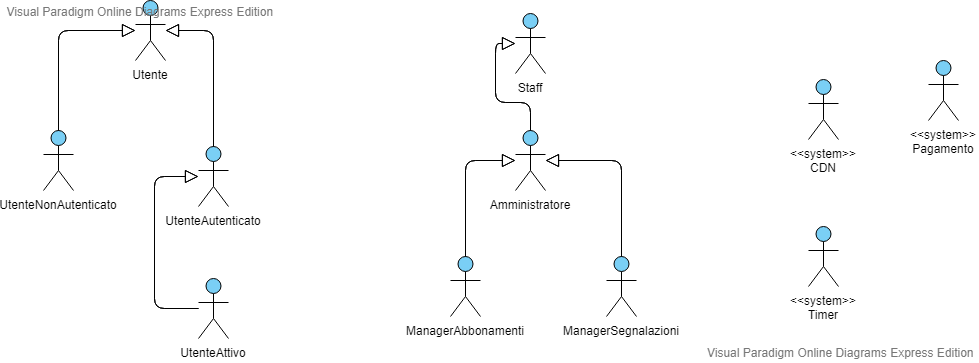 Visual Paradigm Online Diagrams Express Edition
Utente
Staff
<<system>>
Pagamento
<<system>>
CDN
UtenteNonAutenticato
Amministratore
UtenteAutenticato
<<system>>
Timer
ManagerAbbonamenti
ManagerSegnalazioni
UtenteAttivo
Visual Paradigm Online Diagrams Express Edition